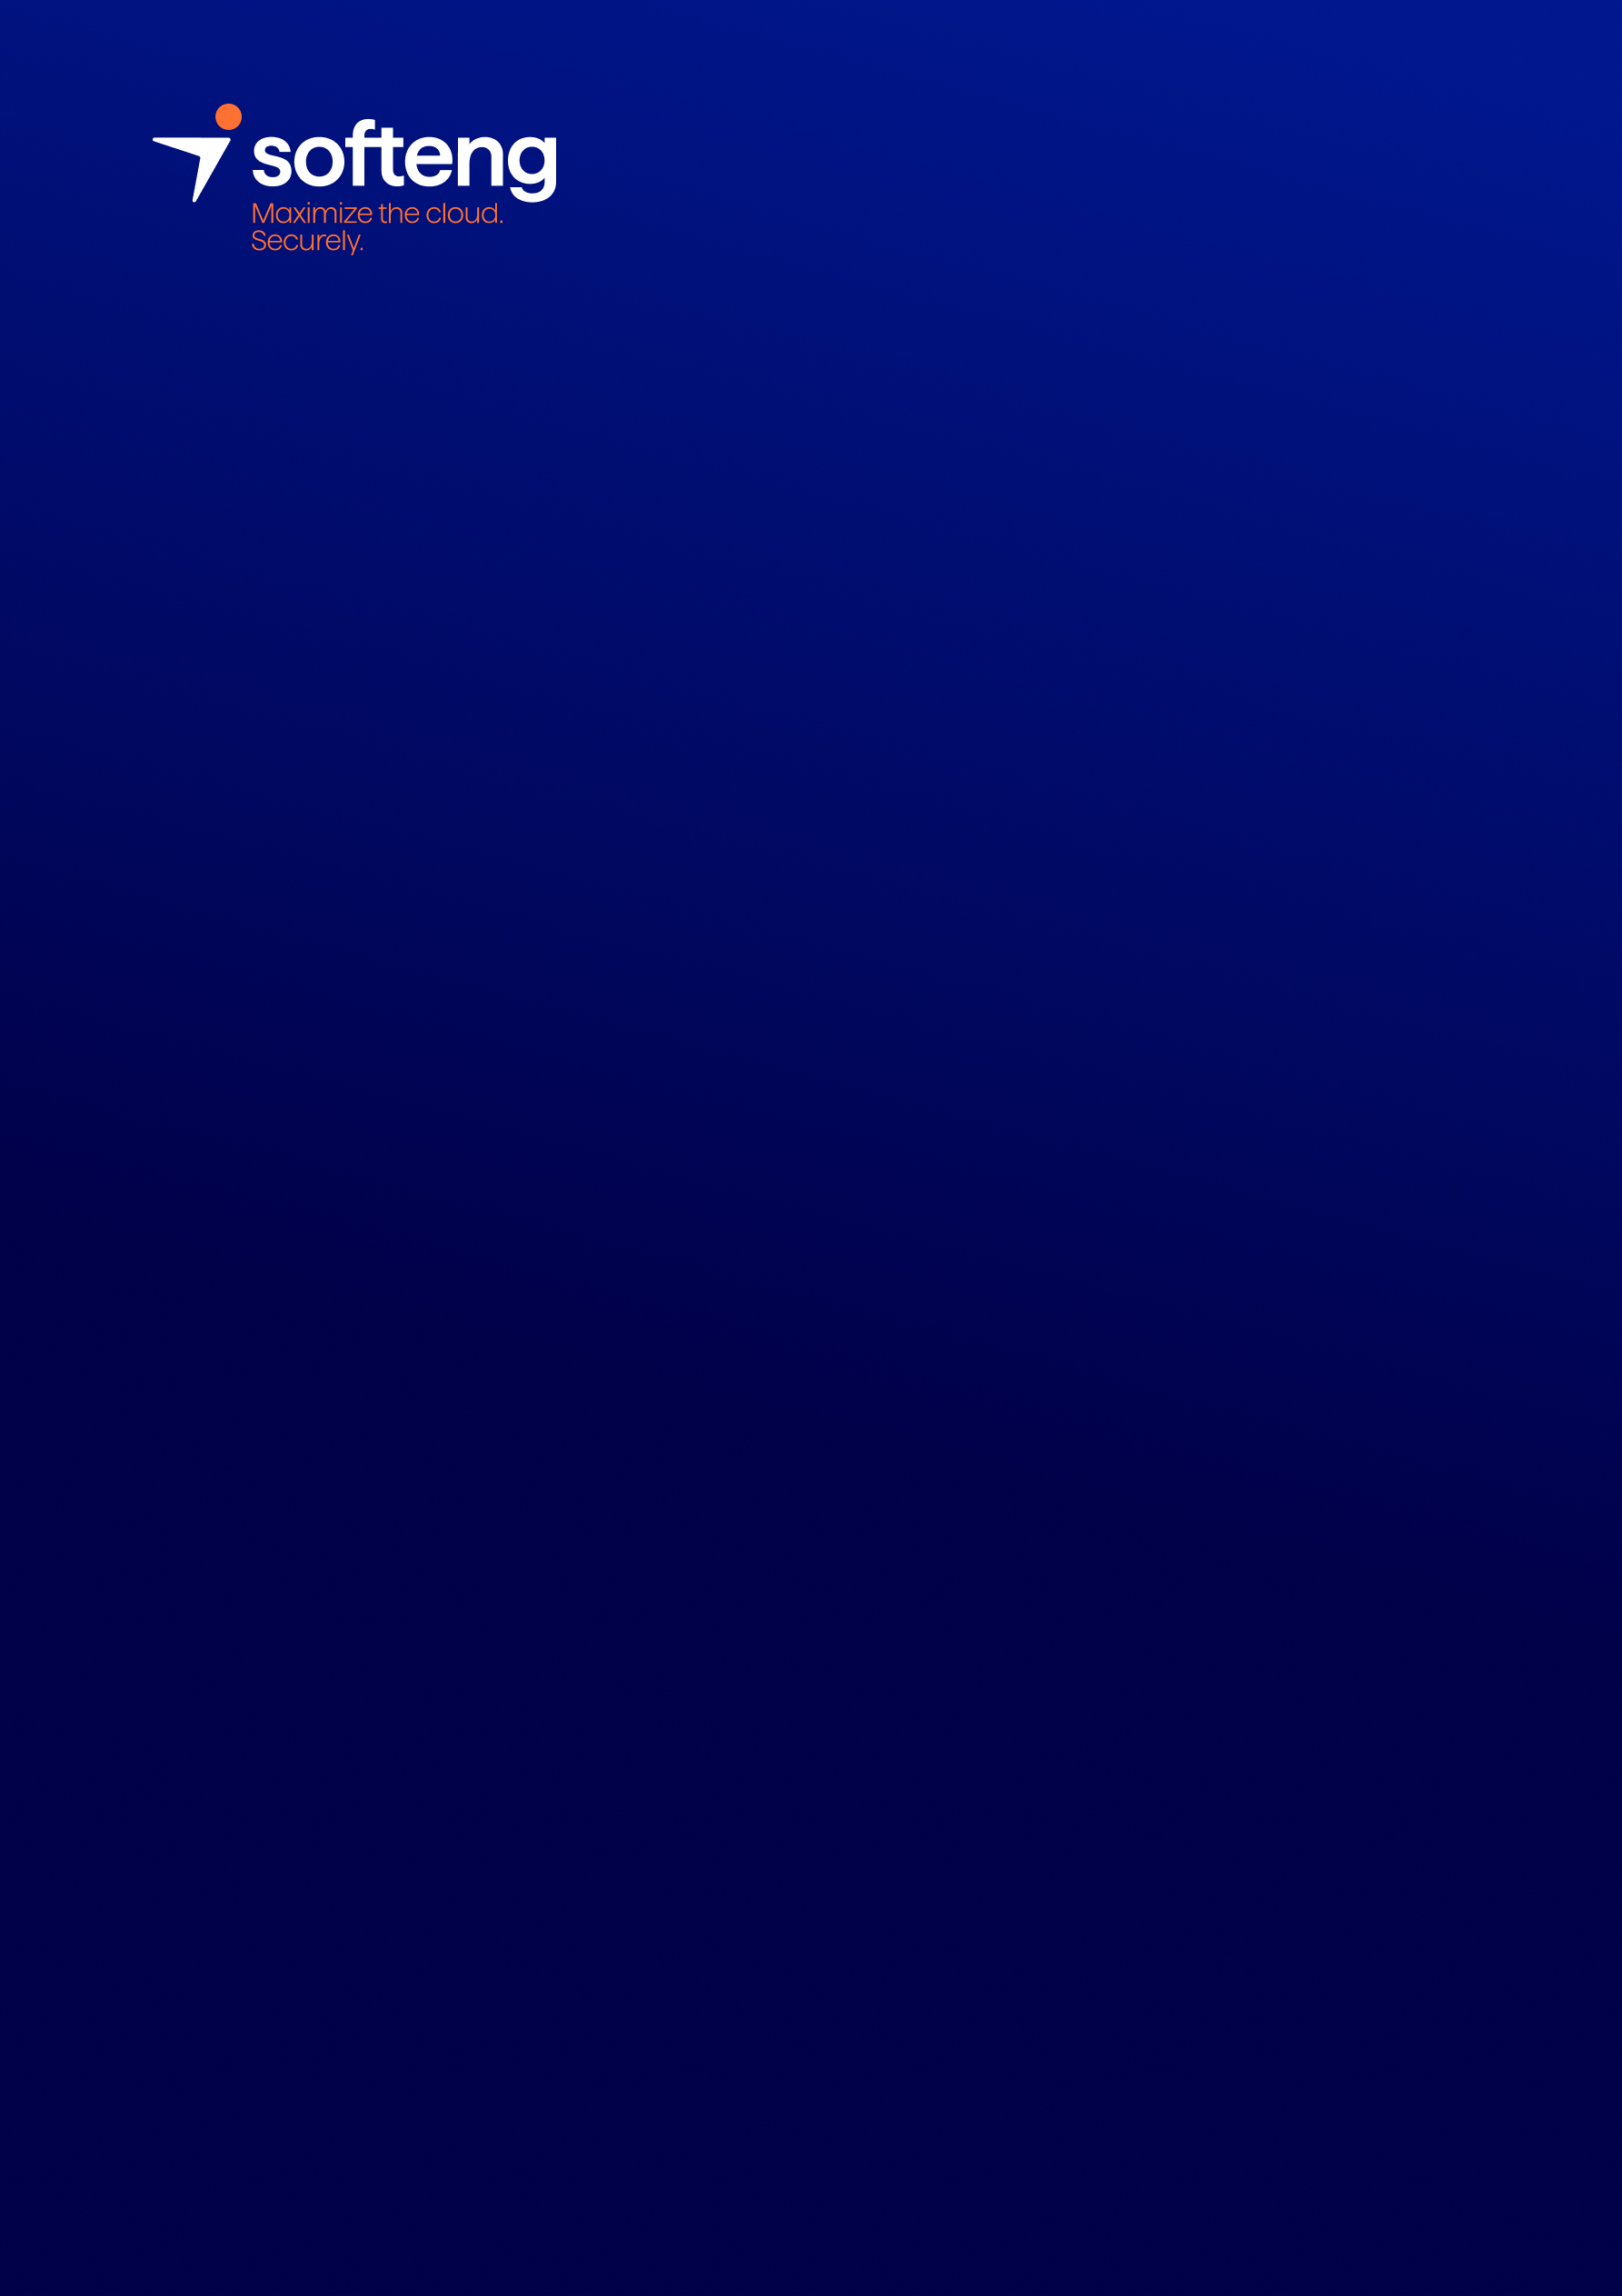 softeng
Maximize the cloud.
Securely.